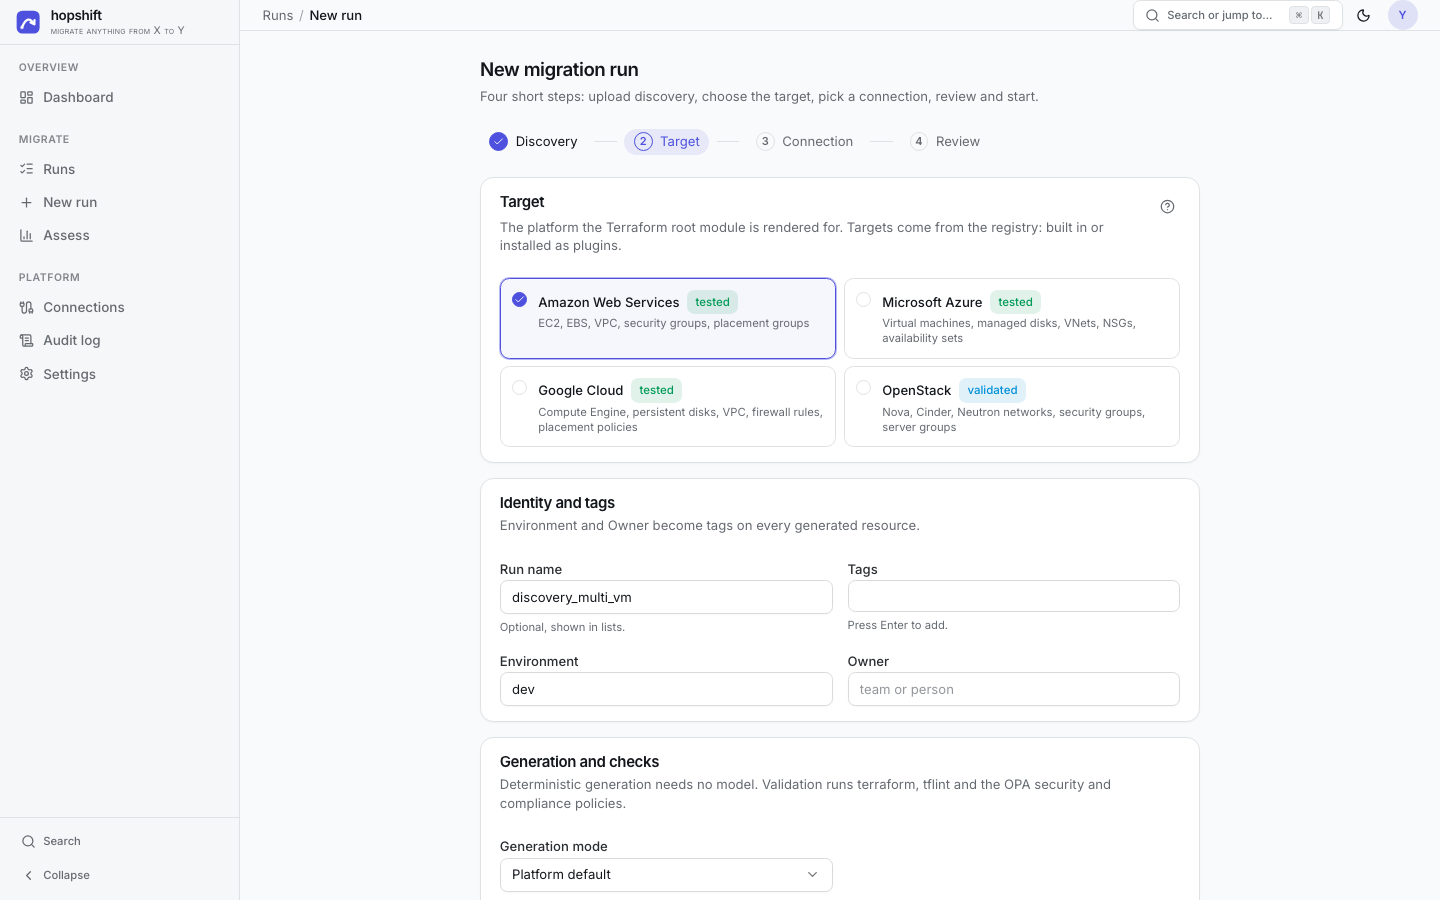 hopshift
MIGRATE ANYTHING FROM X TO Y
Runs / New run
Search or jump to...
⌘ K
Y
OVERVIEW
Dashboard
MIGRATE
Runs
New run
Assess
PLATFORM
Connections
Audit log
Settings
Search
Collapse
New migration run
Four short steps: upload discovery, choose the target, pick a connection, review and start.
Discovery
2 Target
3 Connection
4 Review
Target
The platform the Terraform root module is rendered for. Targets come from the registry: built in or
installed as plugins.
Amazon Web Services tested
EC2, EBS, VPC, security groups, placement groups
Microsoft Azure tested
Virtual machines, managed disks, VNets, NSGs,
availability sets
Google Cloud tested
Compute Engine, persistent disks, VPC, firewall rules,
placement policies
OpenStack validated
Nova, Cinder, Neutron networks, security groups,
server groups
Identity and tags
Environment and Owner become tags on every generated resource.
Run name
discovery_multi_vm
Optional, shown in lists.
Tags
Press Enter to add.
Environment
dev
Owner
team or person
Generation and checks
Deterministic generation needs no model. Validation runs terraform, tflint and the OPA security and
compliance policies.
Generation mode
Platform default